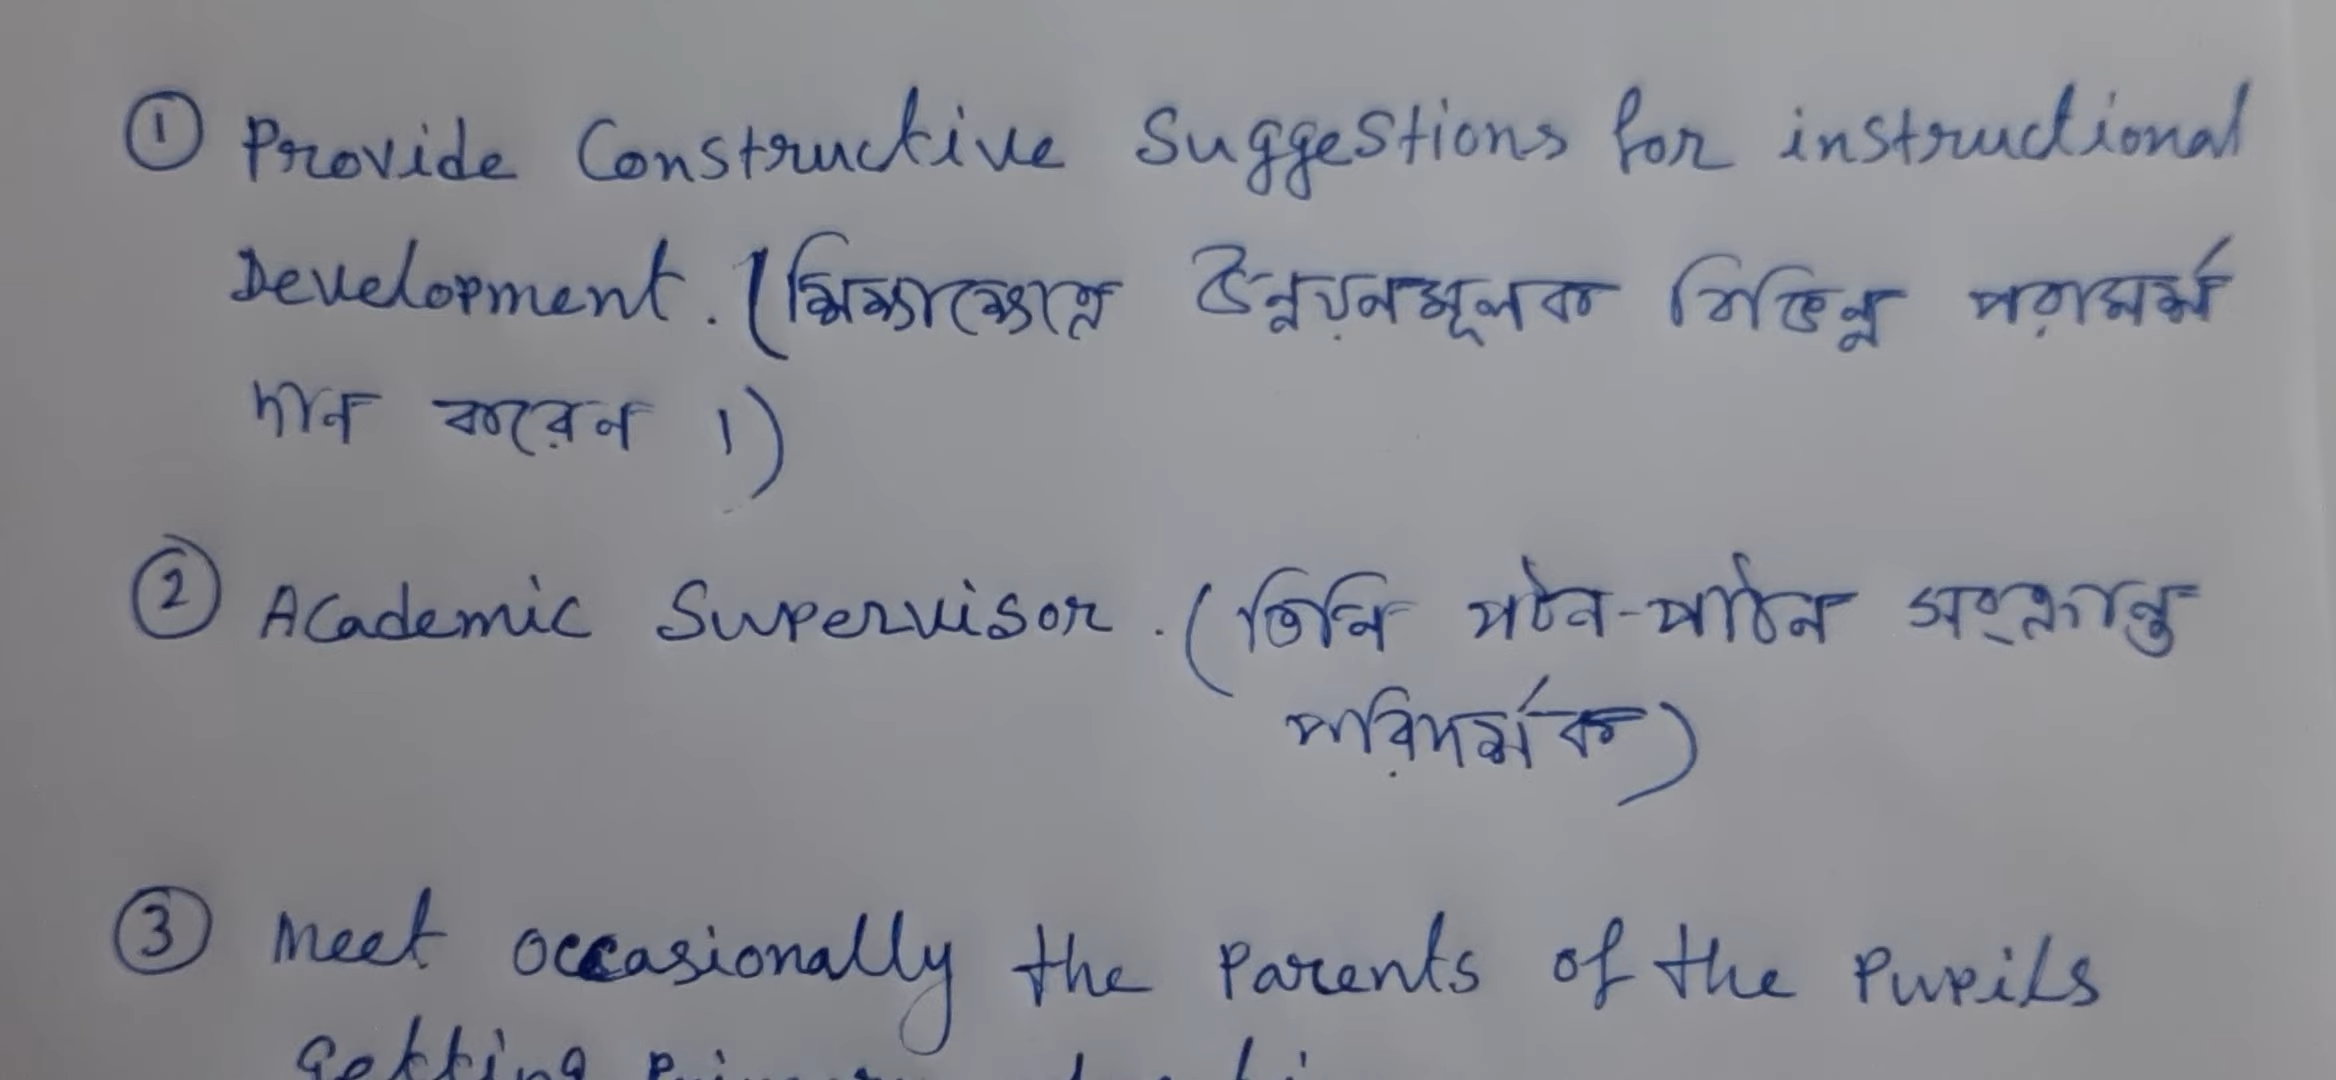 ① Provide Constructive Suggestions for instructional
Development. (শিক্ষাক্ষেত্রে উন্নয়নমূলক বিভিন্ন পরামর্শ
দান করেন ।)
② Academic Supervisor. (তিনি পঠন-পাঠন সংক্রান্ত
পরিদর্শক)
③ Meet occasionally the Parents of the Pupils
Getting